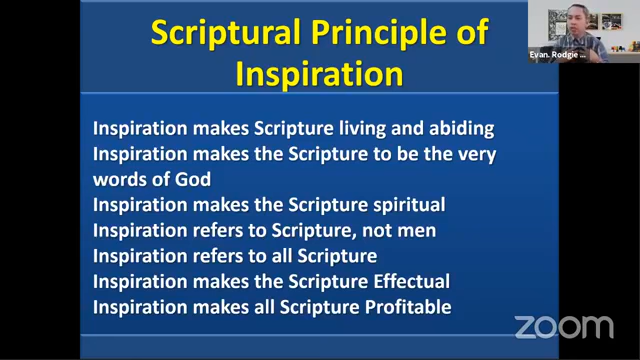 Scriptural Principle of
Inspiration
Evan. Rodgie ...
Inspiration makes Scripture living and abiding
Inspiration makes the Scripture to be the very
words of God
Inspiration makes the Scripture spiritual
Inspiration refers to Scripture, not men
Inspiration refers to all Scripture
Inspiration makes the Scripture Effectual
Inspiration makes all Scripture Profitable
zoom